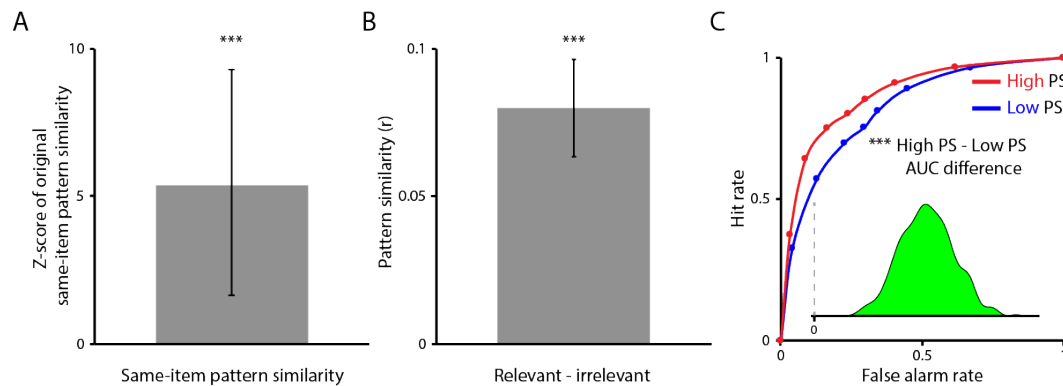 A
***
10
5
0
Z-score of original
same-item pattern similarity
Same-item pattern similarity
B
***
0.1
0.05
0
Pattern similarity (r)
Relevant - irrelevant
C
1
0.5
0
Hit rate
High PS
Low PS
*** High PS - Low PS
AUC difference
0
0
0.5
1
False alarm rate